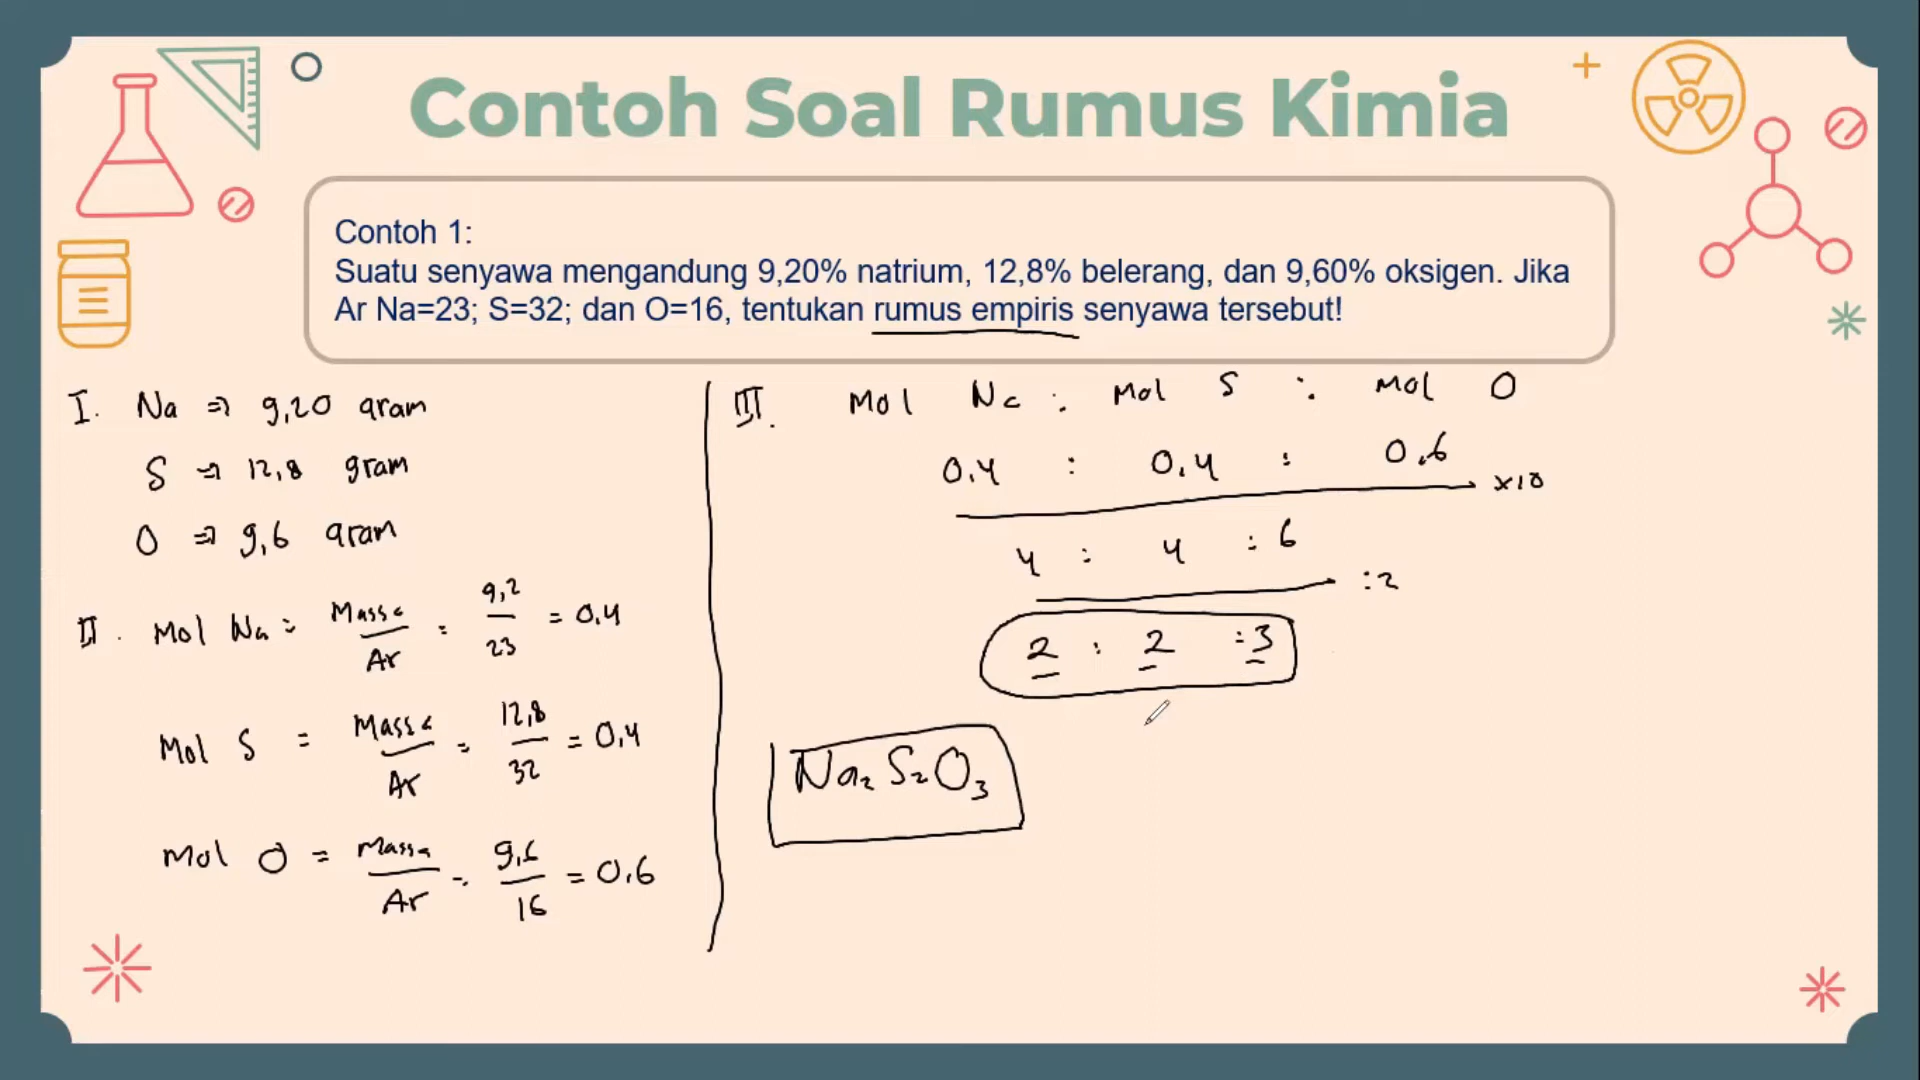 Contoh Soal Rumus Kimia
Contoh 1:
Suatu senyawa mengandung 9,20% natrium, 12,8% belerang, dan 9,60% oksigen. Jika
Ar Na=23; S=32; dan O=16, tentukan rumus empiris senyawa tersebut!
I. Na => 9,20 gram
S => 12,8 gram
O => 9,6 gram
II. Mol Na = Massa/Ar = 9,2/23 = 0,4
Mol S = Massa/Ar = 12,8/32 = 0,4
Mol O = Massa/Ar = 9,6/16 = 0,6
III. Mol Na : Mol S : Mol O
0,4 : 0,4 : 0,6
x10
4 : 4 : 6
:2
2 : 2 : 3
Na₂S₂O₃